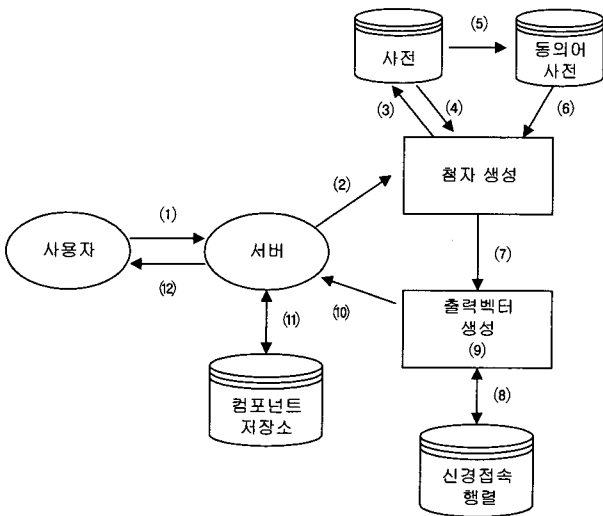 (5)
사전
동의어
사전
(3)
(4)
(6)
(2)
첨자 생성
(1)
사용자
서버
(7)
(12)
(10)
출력벡터
생성
(9)
(11)
(8)
컴포넌트
저장소
신경접속
행렬